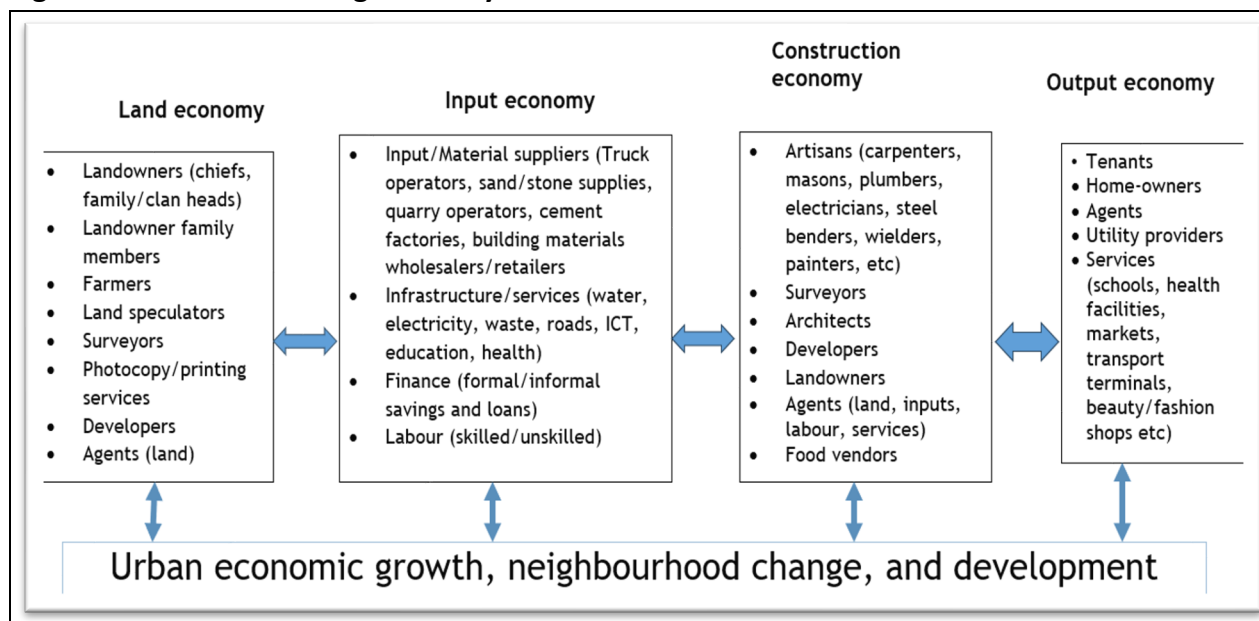 Land economy
Landowners (chiefs,
family/clan heads)
Landowner family
members
Farmers
Land speculators
Surveyors
Photocopy/printing
services
Developers
Agents (land)
Input economy
Input/Material suppliers (Truck
operators, sand/stone supplies,
quarry operators, cement
factories, building materials
wholesalers/retailers
Infrastructure/services (water,
electricity, waste, roads, ICT,
education, health)
Finance (formal/informal
savings and loans)
Labour (skilled/unskilled)
Construction
economy
Artisans (carpenters,
masons, plumbers,
electricians, steel
benders, wielders,
painters, etc)
Surveyors
Architects
Developers
Landowners
Agents (land, inputs,
labour, services)
Food vendors
Output economy
Tenants
Home-owners
Agents
Utility providers
Services
(schools, health
facilities,
markets,
transport
terminals,
beauty/fashion
shops etc)
Urban economic growth, neighbourhood change, and development